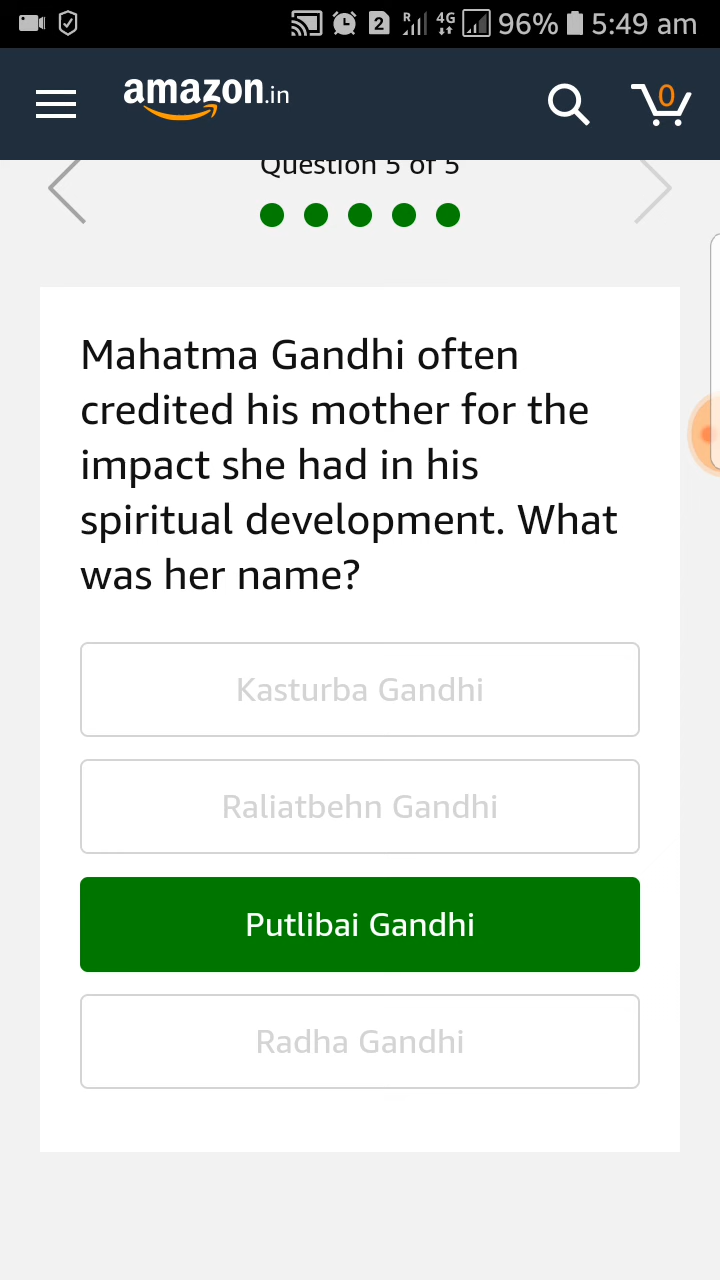 2 R 4G 96% 5:49 am
amazon.in
0
Question 5 of 5
Mahatma Gandhi often
credited his mother for the
impact she had in his
spiritual development. What
was her name?
Kasturba Gandhi
Raliatbehn Gandhi
Putlibai Gandhi
Radha Gandhi